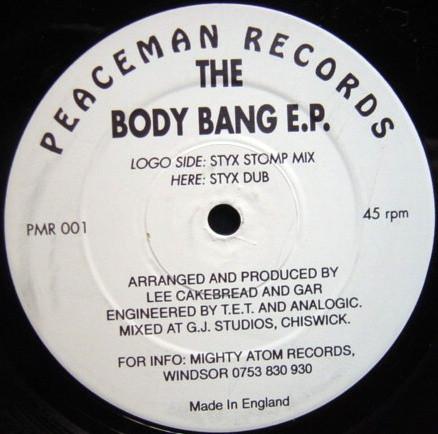 PEACEMAN RECORDS
THE
BODY BANG E.P.
LOGO SIDE: STYX STOMP MIX
HERE: STYX DUB
PMR 001
45 rpm
ARRANGED AND PRODUCED BY
LEE CAKEBREAD AND GAR
ENGINEERED BY T.E.T. AND ANALOGIC.
MIXED AT G.J. STUDIOS, CHISWICK.
FOR INFO: MIGHTY ATOM RECORDS,
WINDSOR 0753 830 930
Made In England